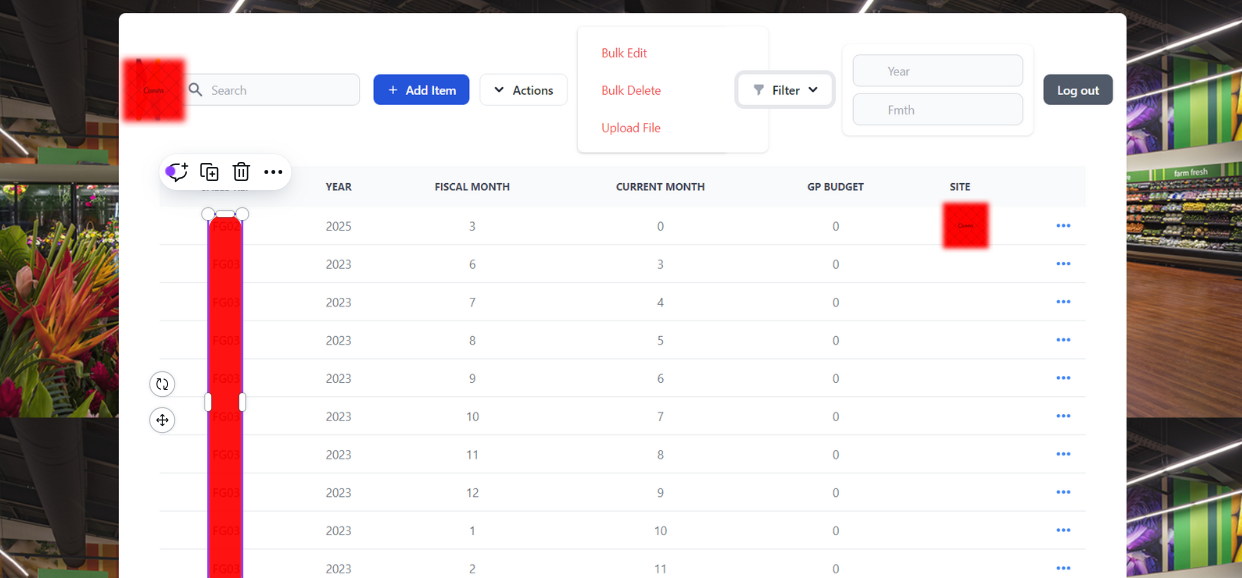 Bulk Edit
Year
Search
Add Item
Actions
Bulk Delete
Filter
Log out
Fmth
Upload File
farm fresh
YEAR FISCAL MONTH CURRENT MONTH GP BUDGET SITE
FG02 2025 3 0 0
FG03 2023 6 3 0
FG03 2023 7 4 0
FG03 2023 8 5 0
FG03 2023 9 6 0
FG03 2023 10 7 0
FG03 2023 11 8 0
FG03 2023 12 9 0
FG03 2023 1 10 0
FG03 2023 2 11 0